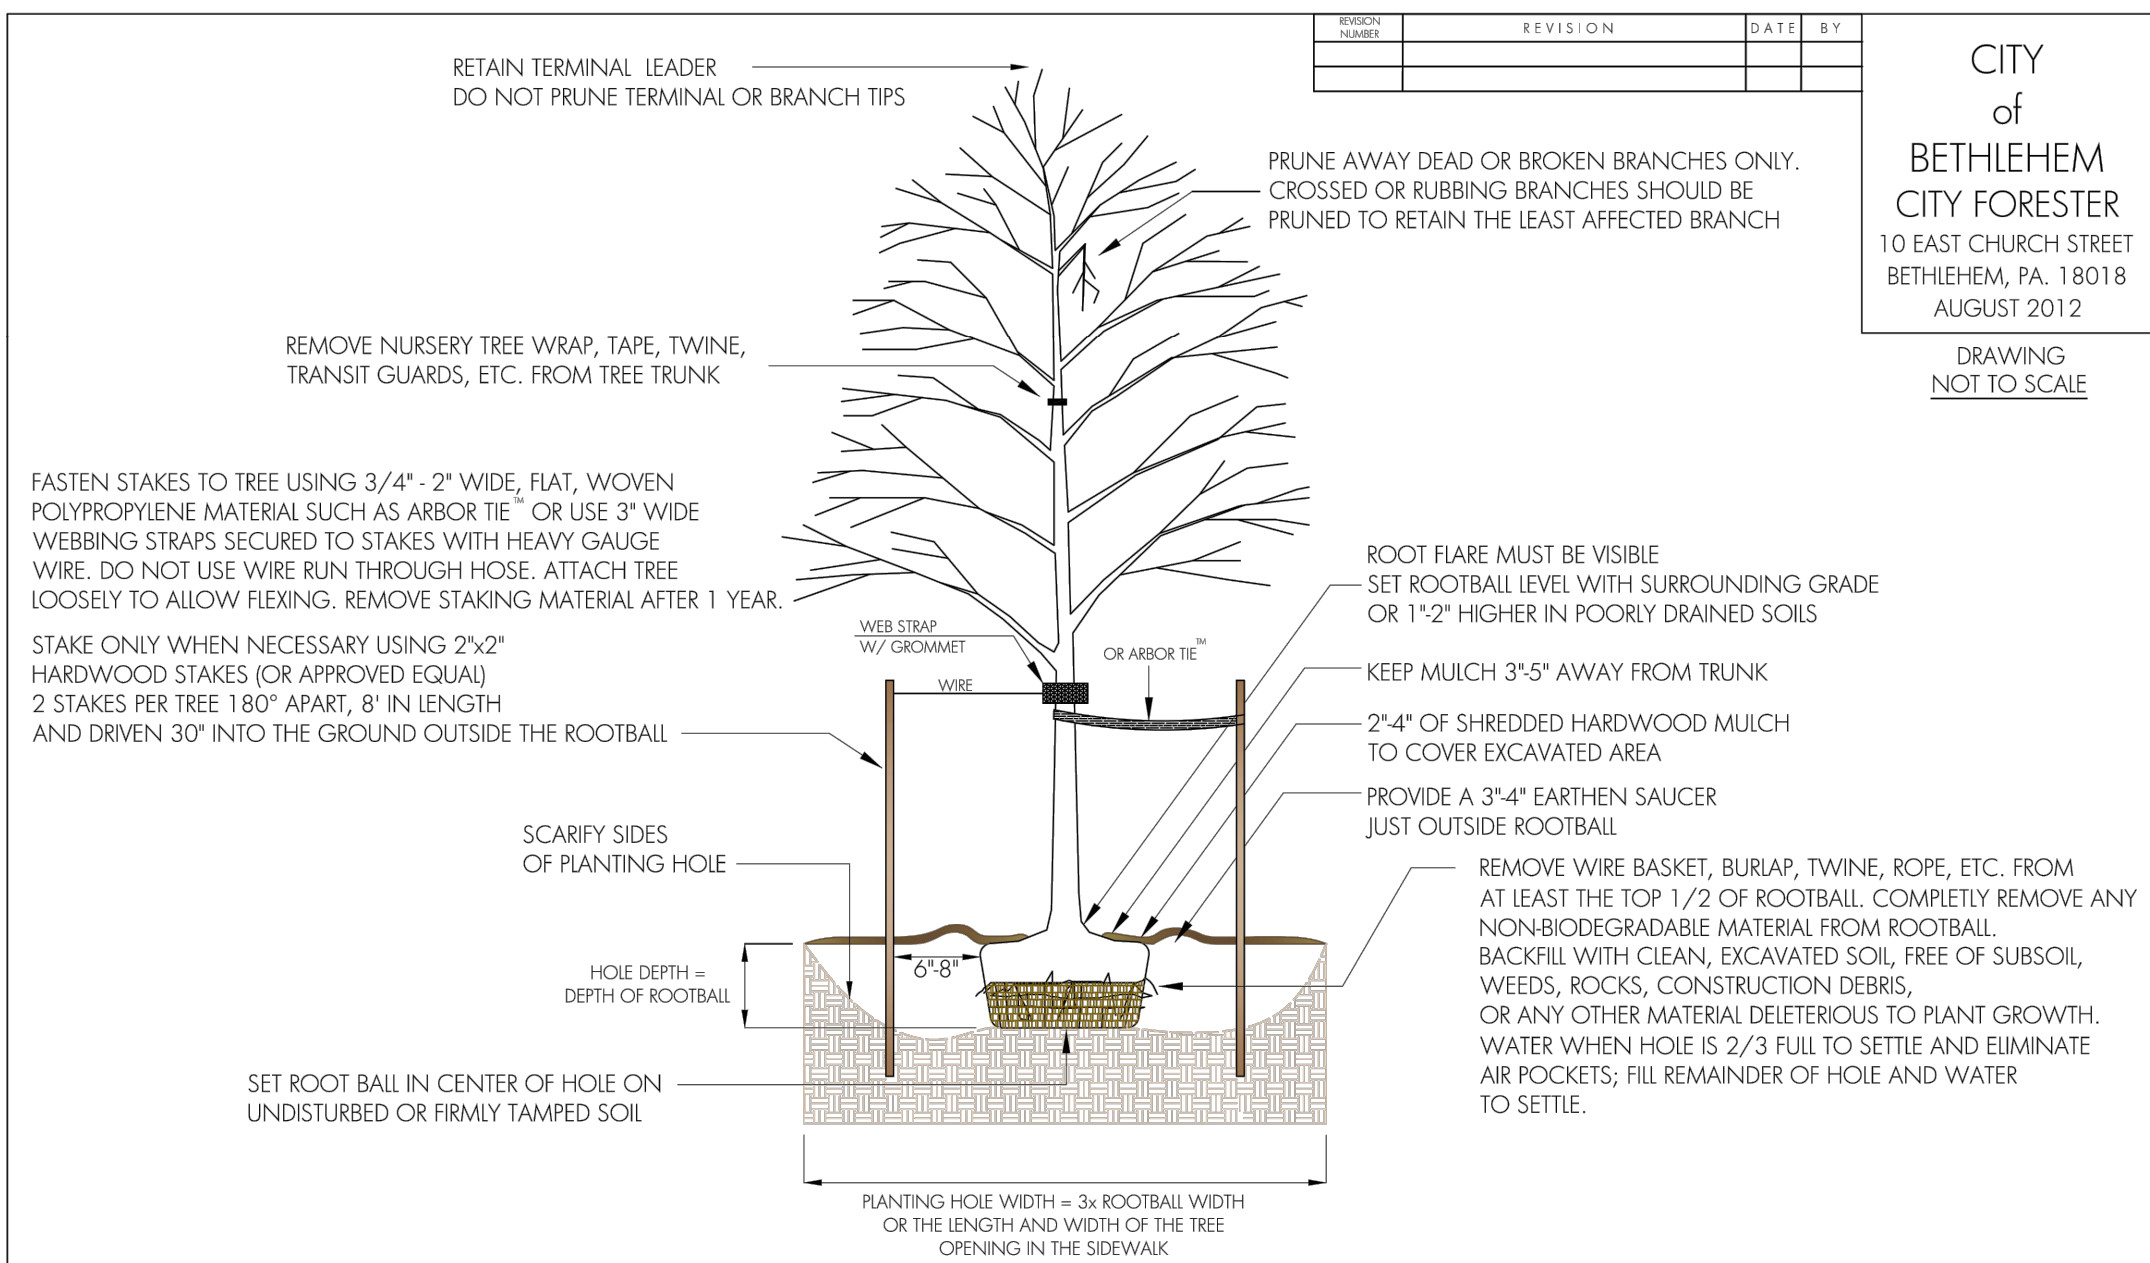 REVISION
NUMBER
REVISION
DATE
BY
CITY
of
BETHLEHEM
CITY FORESTER
10 EAST CHURCH STREET
BETHLEHEM, PA. 18018
AUGUST 2012
DRAWING
NOT TO SCALE
RETAIN TERMINAL LEADER
DO NOT PRUNE TERMINAL OR BRANCH TIPS
PRUNE AWAY DEAD OR BROKEN BRANCHES ONLY.
CROSSED OR RUBBING BRANCHES SHOULD BE
PRUNED TO RETAIN THE LEAST AFFECTED BRANCH
REMOVE NURSERY TREE WRAP, TAPE, TWINE,
TRANSIT GUARDS, ETC. FROM TREE TRUNK
FASTEN STAKES TO TREE USING 3/4" - 2" WIDE, FLAT, WOVEN
POLYPROPYLENE MATERIAL SUCH AS ARBOR TIE™ OR USE 3" WIDE
WEBBING STRAPS SECURED TO STAKES WITH HEAVY GAUGE
WIRE. DO NOT USE WIRE RUN THROUGH HOSE. ATTACH TREE
LOOSELY TO ALLOW FLEXING. REMOVE STAKING MATERIAL AFTER 1 YEAR.
STAKE ONLY WHEN NECESSARY USING 2"x2"
HARDWOOD STAKES (OR APPROVED EQUAL)
2 STAKES PER TREE 180° APART, 8' IN LENGTH
AND DRIVEN 30" INTO THE GROUND OUTSIDE THE ROOTBALL
WEB STRAP
W/ GROMMET
WIRE
OR ARBOR TIE™
ROOT FLARE MUST BE VISIBLE
SET ROOTBALL LEVEL WITH SURROUNDING GRADE
OR 1"-2" HIGHER IN POORLY DRAINED SOILS
KEEP MULCH 3"-5" AWAY FROM TRUNK
2"-4" OF SHREDDED HARDWOOD MULCH
TO COVER EXCAVATED AREA
PROVIDE A 3"-4" EARTHEN SAUCER
JUST OUTSIDE ROOTBALL
SCARIFY SIDES
OF PLANTING HOLE
REMOVE WIRE BASKET, BURLAP, TWINE, ROPE, ETC. FROM
AT LEAST THE TOP 1/2 OF ROOTBALL. COMPLETLY REMOVE ANY
NON-BIODEGRADABLE MATERIAL FROM ROOTBALL.
BACKFILL WITH CLEAN, EXCAVATED SOIL, FREE OF SUBSOIL,
WEEDS, ROCKS, CONSTRUCTION DEBRIS,
OR ANY OTHER MATERIAL DELETERIOUS TO PLANT GROWTH.
WATER WHEN HOLE IS 2/3 FULL TO SETTLE AND ELIMINATE
AIR POCKETS; FILL REMAINDER OF HOLE AND WATER
TO SETTLE.
6"-8"
HOLE DEPTH =
DEPTH OF ROOTBALL
SET ROOT BALL IN CENTER OF HOLE ON
UNDISTURBED OR FIRMLY TAMPED SOIL
PLANTING HOLE WIDTH = 3x ROOTBALL WIDTH
OR THE LENGTH AND WIDTH OF THE TREE
OPENING IN THE SIDEWALK